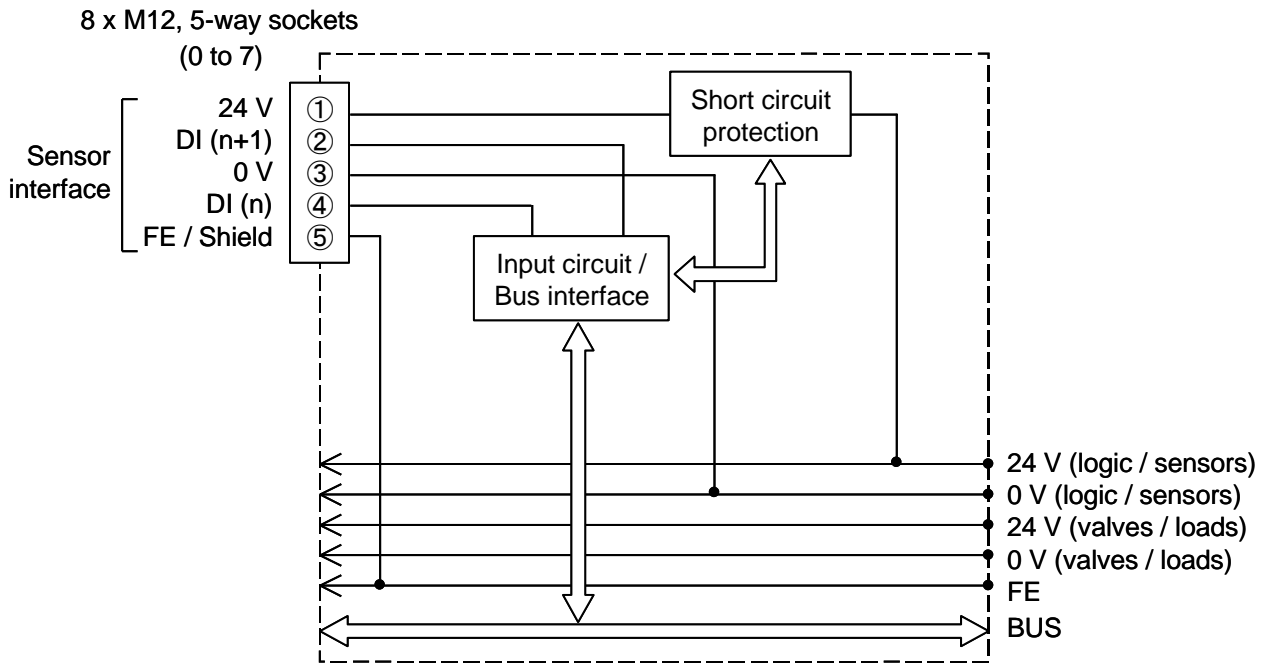 8 x M12, 5-way sockets
(0 to 7)
Sensor
interface
24 V
DI (n+1)
0 V
DI (n)
FE / Shield
①
②
③
④
⑤
Short circuit
protection
Input circuit /
Bus interface
24 V (logic / sensors)
0 V (logic / sensors)
24 V (valves / loads)
0 V (valves / loads)
FE
BUS